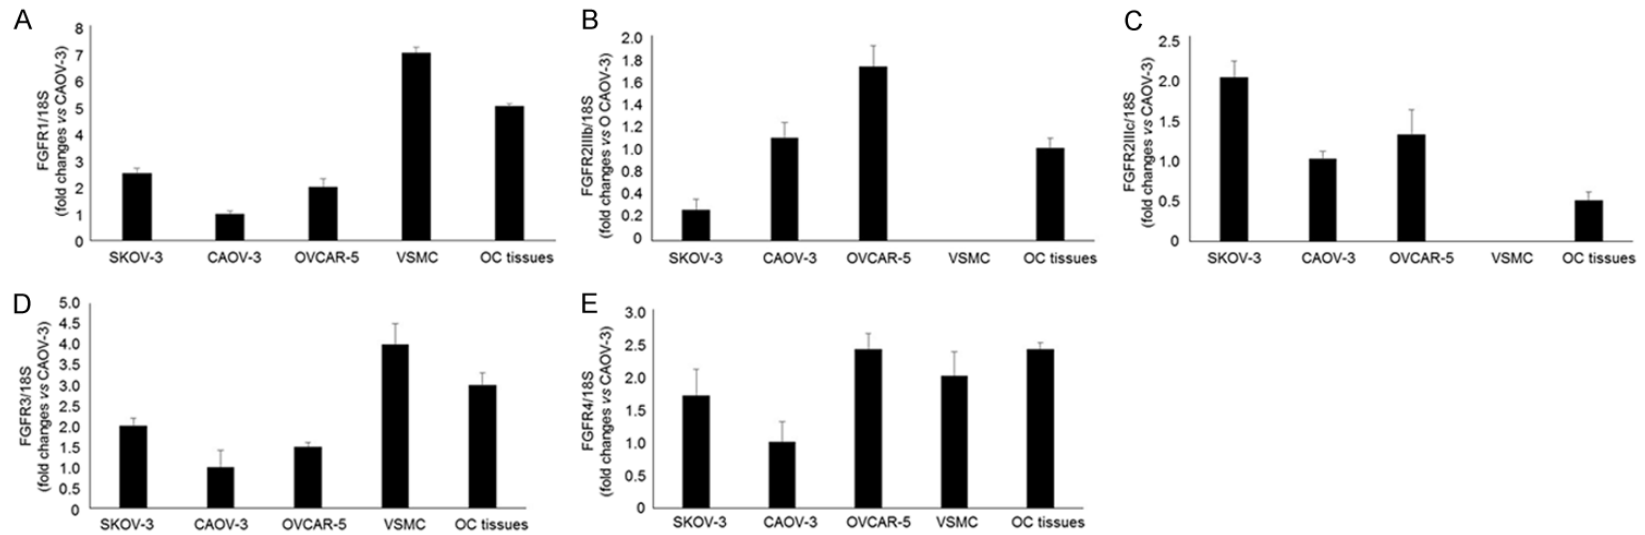 A
FGFR1/18S
(fold changes vs CAOV-3)
8
7
6
5
4
3
2
1
0
SKOV-3 CAOV-3 OVCAR-5 VSMC OC tissues
B
FGFR2IIIb/18S
(fold changes vs O CAOV-3)
2.0
1.8
1.6
1.4
1.2
1.0
0.8
0.6
0.4
0.2
0
SKOV-3 CAOV-3 OVCAR-5 VSMC OC tissues
C
FGFR2IIIc/18S
(fold changes vs CAOV-3)
2.5
2.0
1.5
1.0
0.5
0
SKOV-3 CAOV-3 OVCAR-5 VSMC OC tissues
D
FGFR3/18S
(fold changes vs CAOV-3)
5.0
4.5
4.0
3.5
3.0
2.5
2.0
1.5
1.0
0.5
0
SKOV-3 CAOV-3 OVCAR-5 VSMC OC tissues
E
FGFR4/18S
(fold changes vs CAOV-3)
3.0
2.5
2.0
1.5
1.0
0.5
0
SKOV-3 CAOV-3 OVCAR-5 VSMC OC tissues